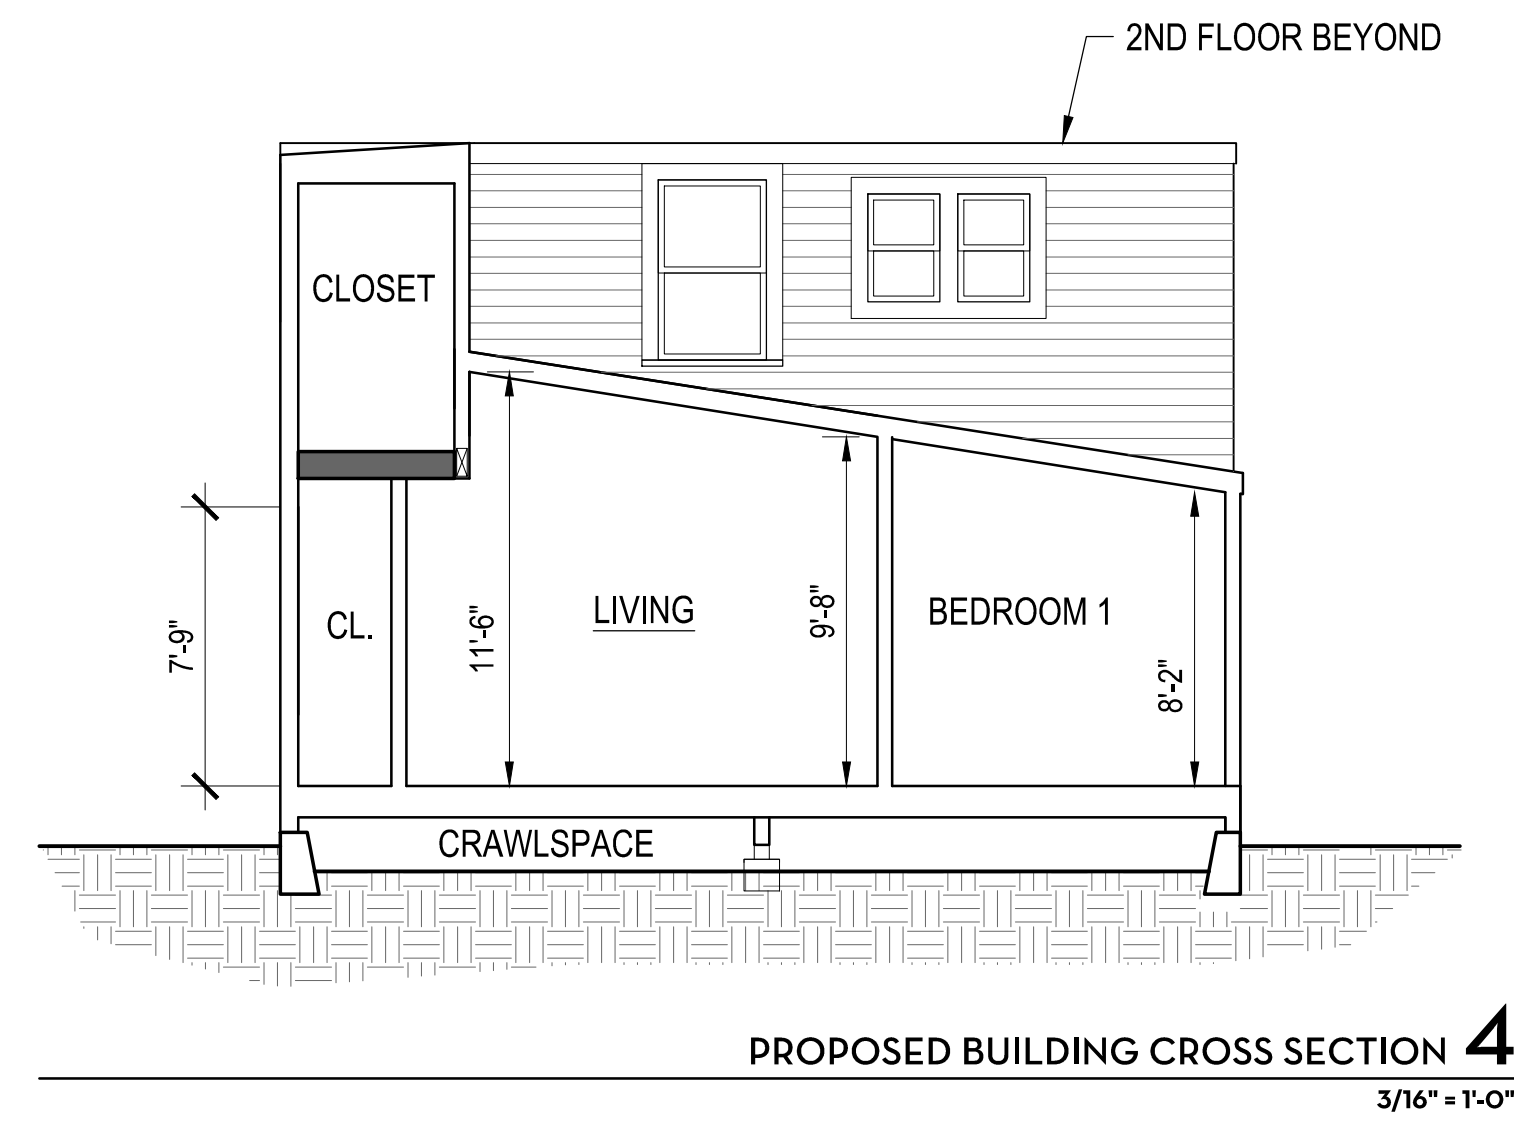 2ND FLOOR BEYOND
CLOSET
7'-9"
CL.
11'-6"
LIVING
9'-8"
BEDROOM 1
8'-2"
CRAWLSPACE
PROPOSED BUILDING CROSS SECTION 4
3/16" = 1'-0"